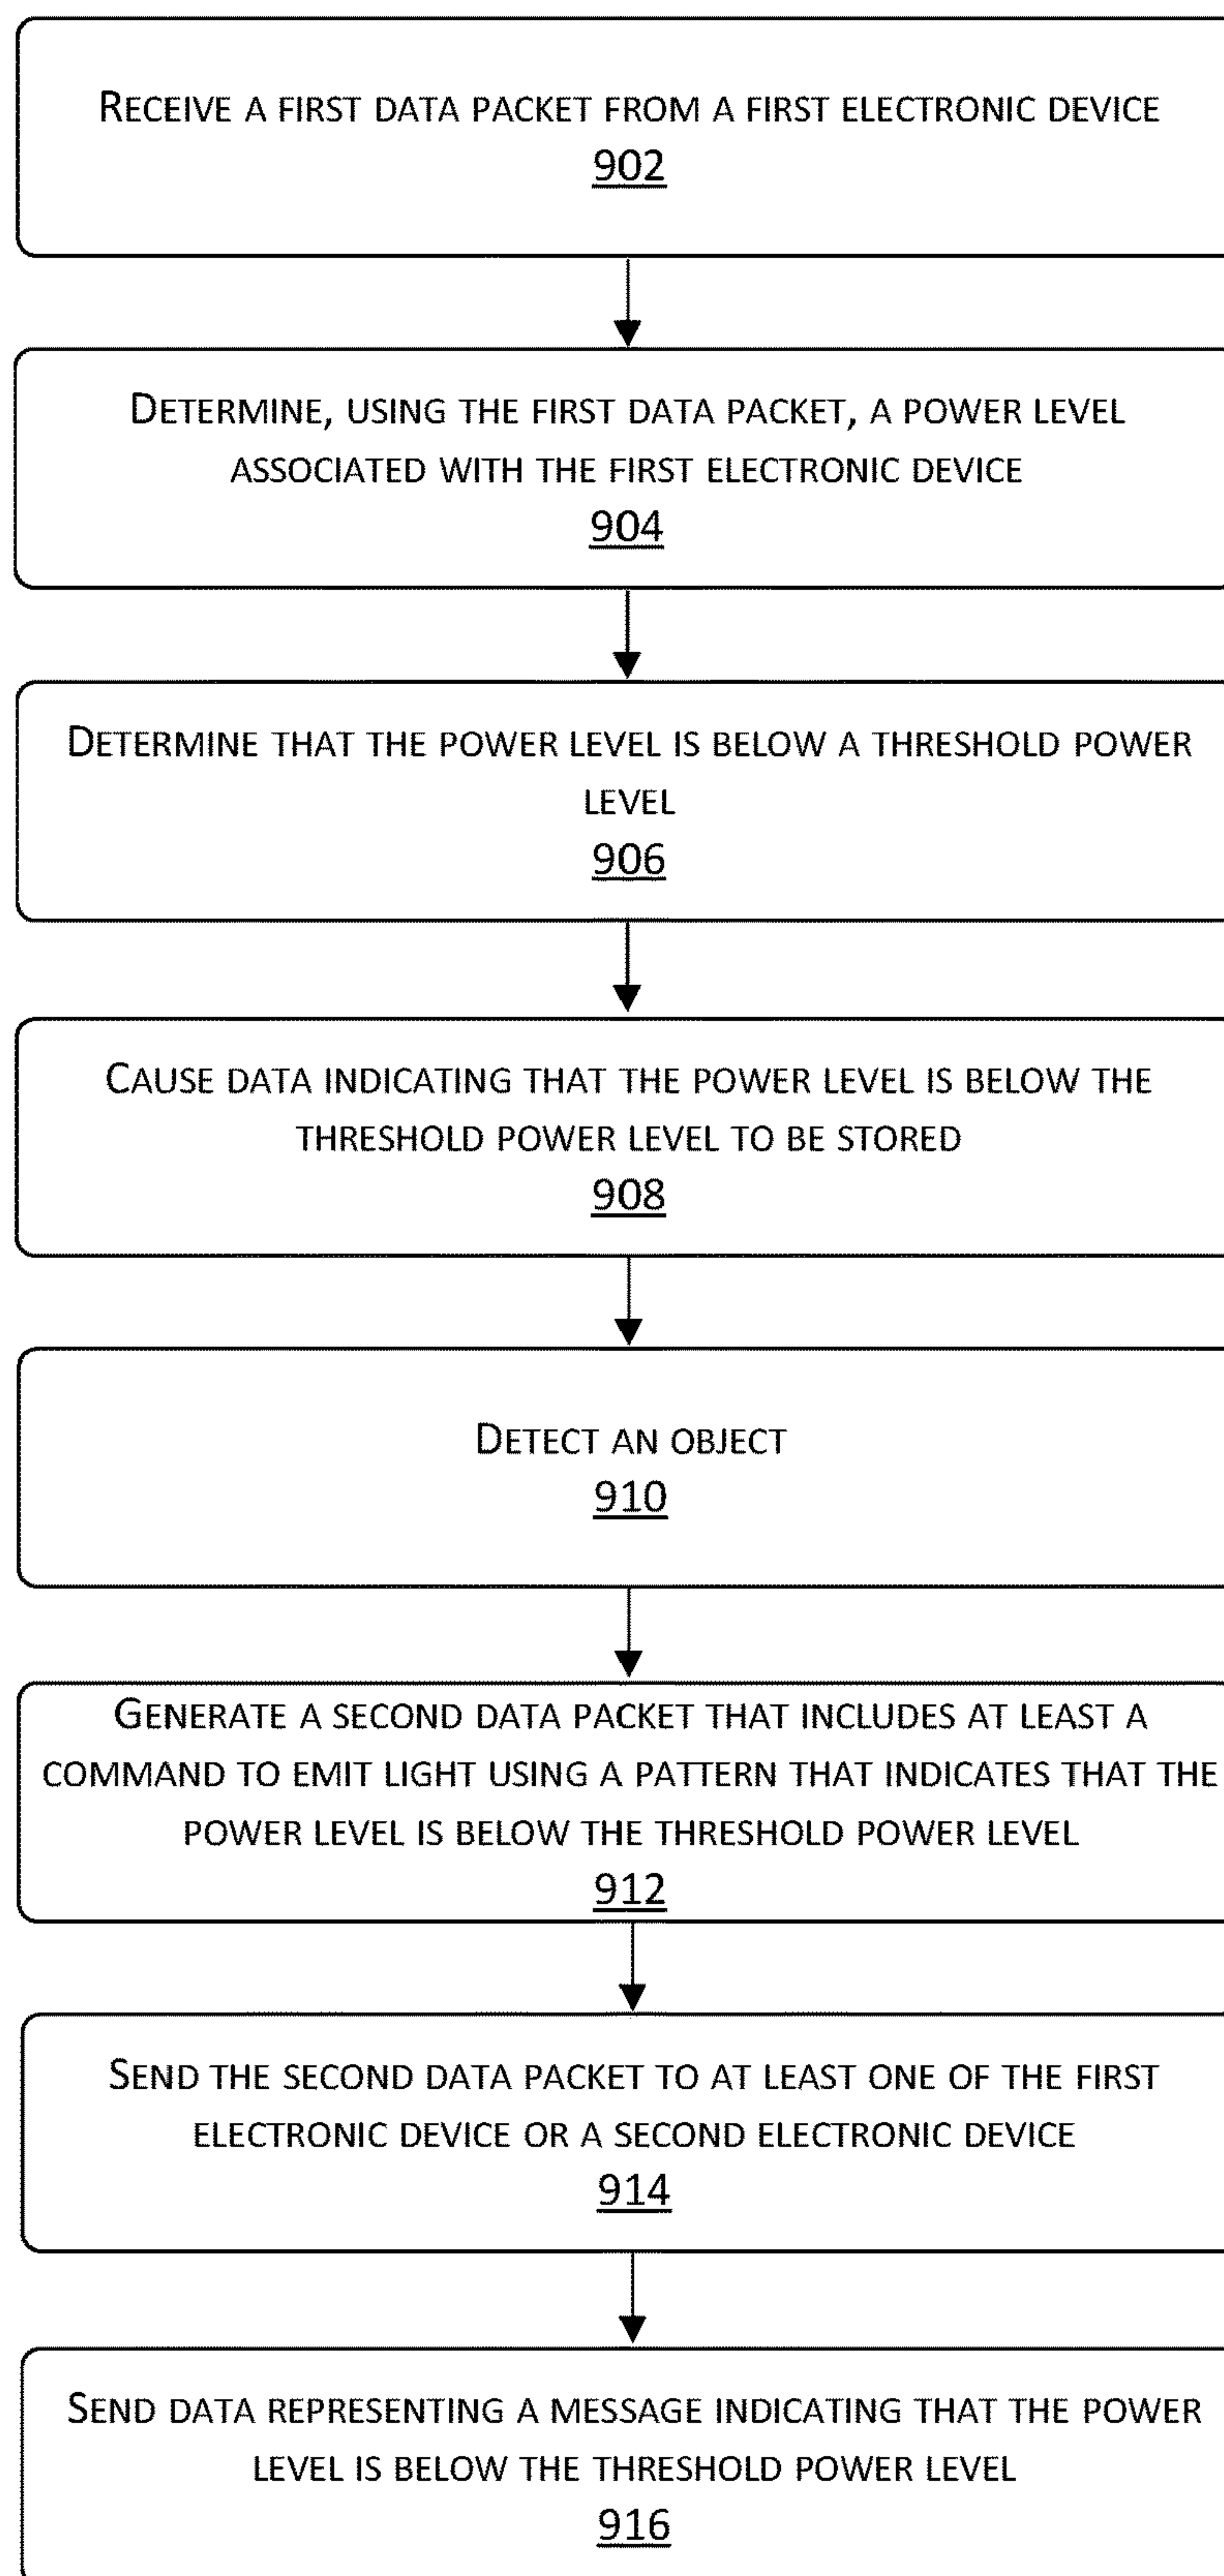 RECEIVE A FIRST DATA PACKET FROM A FIRST ELECTRONIC DEVICE
902
DETERMINE, USING THE FIRST DATA PACKET, A POWER LEVEL
ASSOCIATED WITH THE FIRST ELECTRONIC DEVICE
904
DETERMINE THAT THE POWER LEVEL IS BELOW A THRESHOLD POWER
LEVEL
906
CAUSE DATA INDICATING THAT THE POWER LEVEL IS BELOW THE
THRESHOLD POWER LEVEL TO BE STORED
908
DETECT AN OBJECT
910
GENERATE A SECOND DATA PACKET THAT INCLUDES AT LEAST A
COMMAND TO EMIT LIGHT USING A PATTERN THAT INDICATES THAT THE
POWER LEVEL IS BELOW THE THRESHOLD POWER LEVEL
912
SEND THE SECOND DATA PACKET TO AT LEAST ONE OF THE FIRST
ELECTRONIC DEVICE OR A SECOND ELECTRONIC DEVICE
914
SEND DATA REPRESENTING A MESSAGE INDICATING THAT THE POWER
LEVEL IS BELOW THE THRESHOLD POWER LEVEL
916